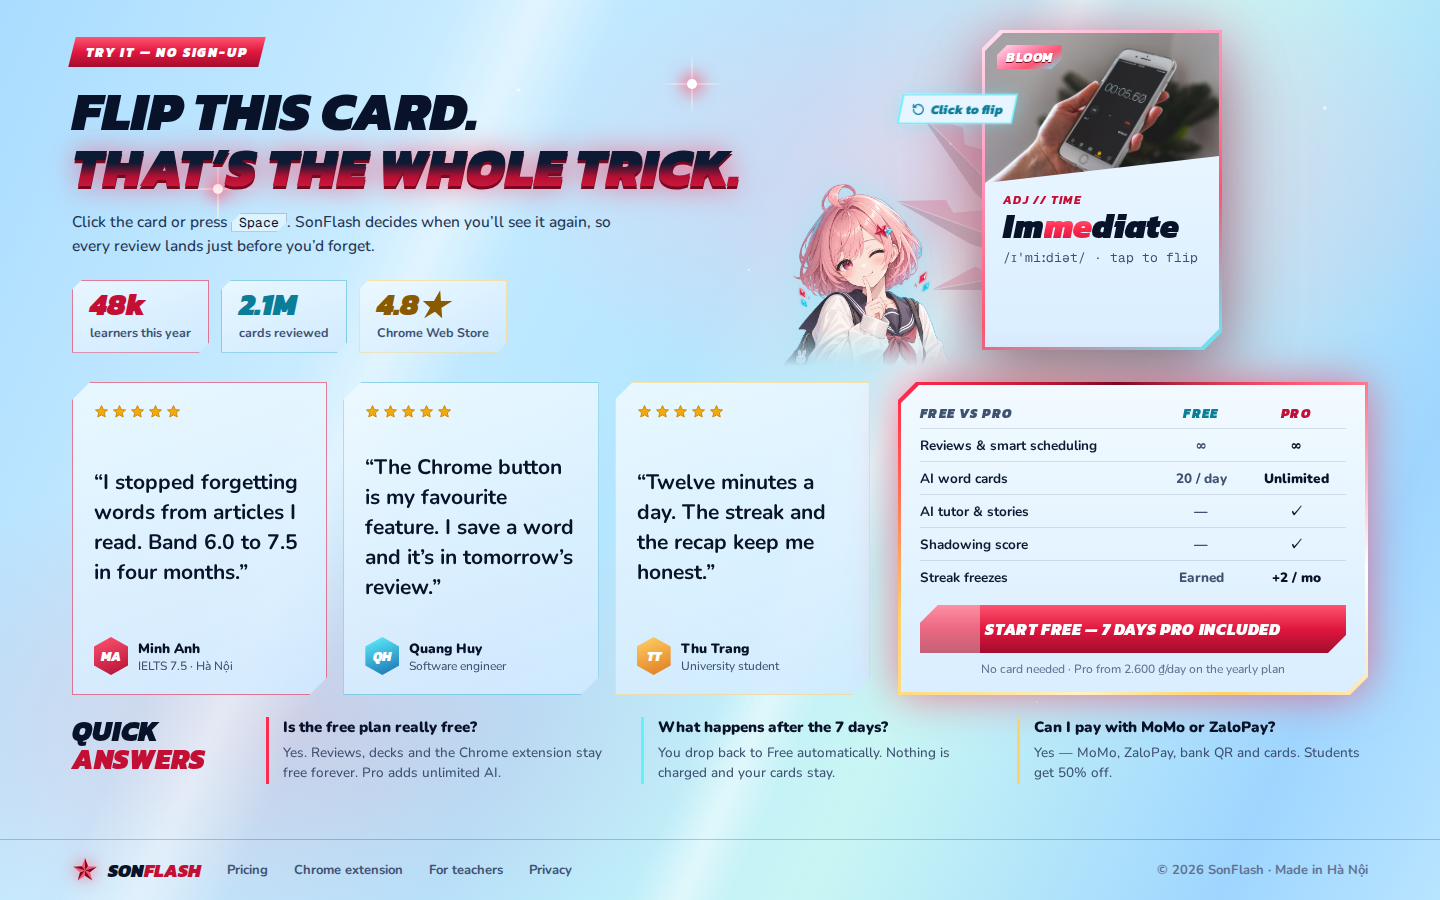 TRY IT — NO SIGN-UP
FLIP THIS CARD.
THAT’S THE WHOLE TRICK.
Click the card or press Space . SonFlash decides when you’ll see it again, so
every review lands just before you’d forget.
48k
learners this year
2.1M
cards reviewed
4.8★
Chrome Web Store
BLOOM
00:05.60
Click to flip
ADJ // TIME
Immediate
/ɪˈmiːdiət/ · tap to flip
“I stopped forgetting
words from articles I
read. Band 6.0 to 7.5
in four months.”
MA
Minh Anh
IELTS 7.5 · Hà Nội
“The Chrome button
is my favourite
feature. I save a word
and it’s in tomorrow’s
review.”
QH
Quang Huy
Software engineer
“Twelve minutes a
day. The streak and
the recap keep me
honest.”
TT
Thu Trang
University student
FREE VS PRO FREE PRO
Reviews & smart scheduling ∞ ∞
AI word cards 20 / day Unlimited
AI tutor & stories — ✓
Shadowing score — ✓
Streak freezes Earned +2 / mo
START FREE — 7 DAYS PRO INCLUDED
No card needed · Pro from 2.600 ₫/day on the yearly plan
QUICK
ANSWERS
Is the free plan really free?
Yes. Reviews, decks and the Chrome extension stay
free forever. Pro adds unlimited AI.
What happens after the 7 days?
You drop back to Free automatically. Nothing is
charged and your cards stay.
Can I pay with MoMo or ZaloPay?
Yes — MoMo, ZaloPay, bank QR and cards. Students
get 50% off.
SONFLASH Pricing Chrome extension For teachers Privacy © 2026 SonFlash · Made in Hà Nội